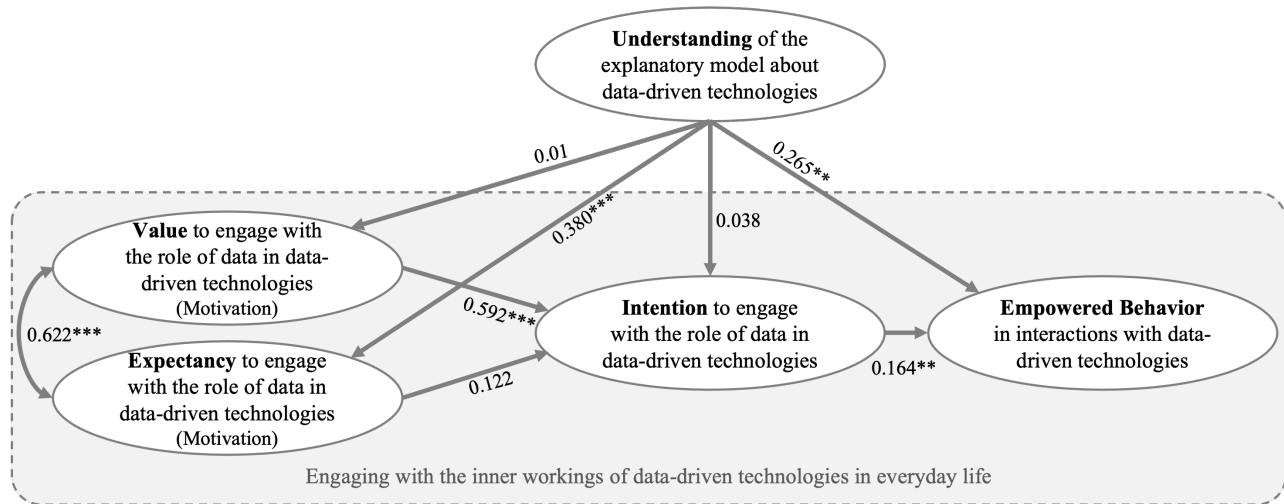 Understanding of the
explanatory model about
data-driven technologies
0.01
0.380***
0.038
0.265**
Value to engage with
the role of data in data-
driven technologies
(Motivation)
0.622***
0.592***
Expectancy to engage
with the role of data in
data-driven technologies
(Motivation)
0.122
Intention to engage
with the role of data in
data-driven technologies
0.164**
Empowered Behavior
in interactions with data-
driven technologies
Engaging with the inner workings of data-driven technologies in everyday life